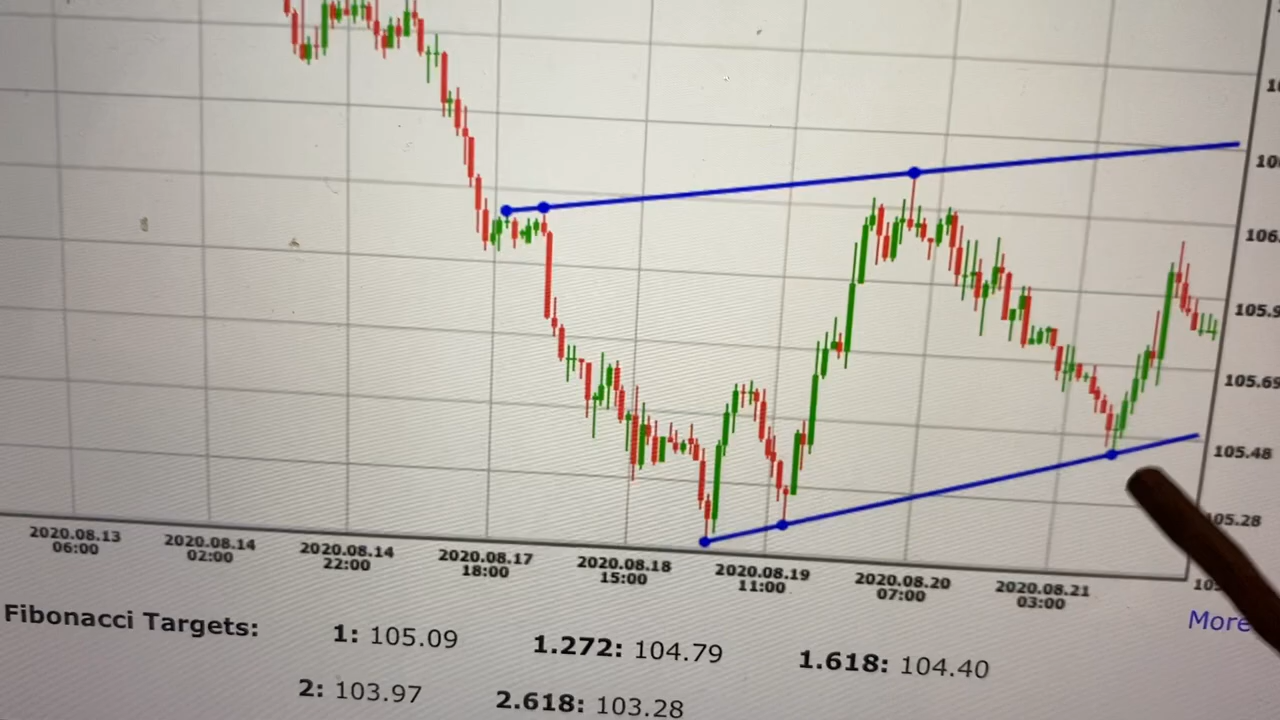 105.69
105.48
105.28
2020.08.13 2020.08.14 2020.08.14 2020.08.17 2020.08.18 2020.08.19 2020.08.20 2020.08.21
06:00 02:00 22:00 18:00 15:00 11:00 07:00 03:00
More
Fibonacci Targets: 1: 105.09 1.272: 104.79 1.618: 104.40
2: 103.97 2.618: 103.28